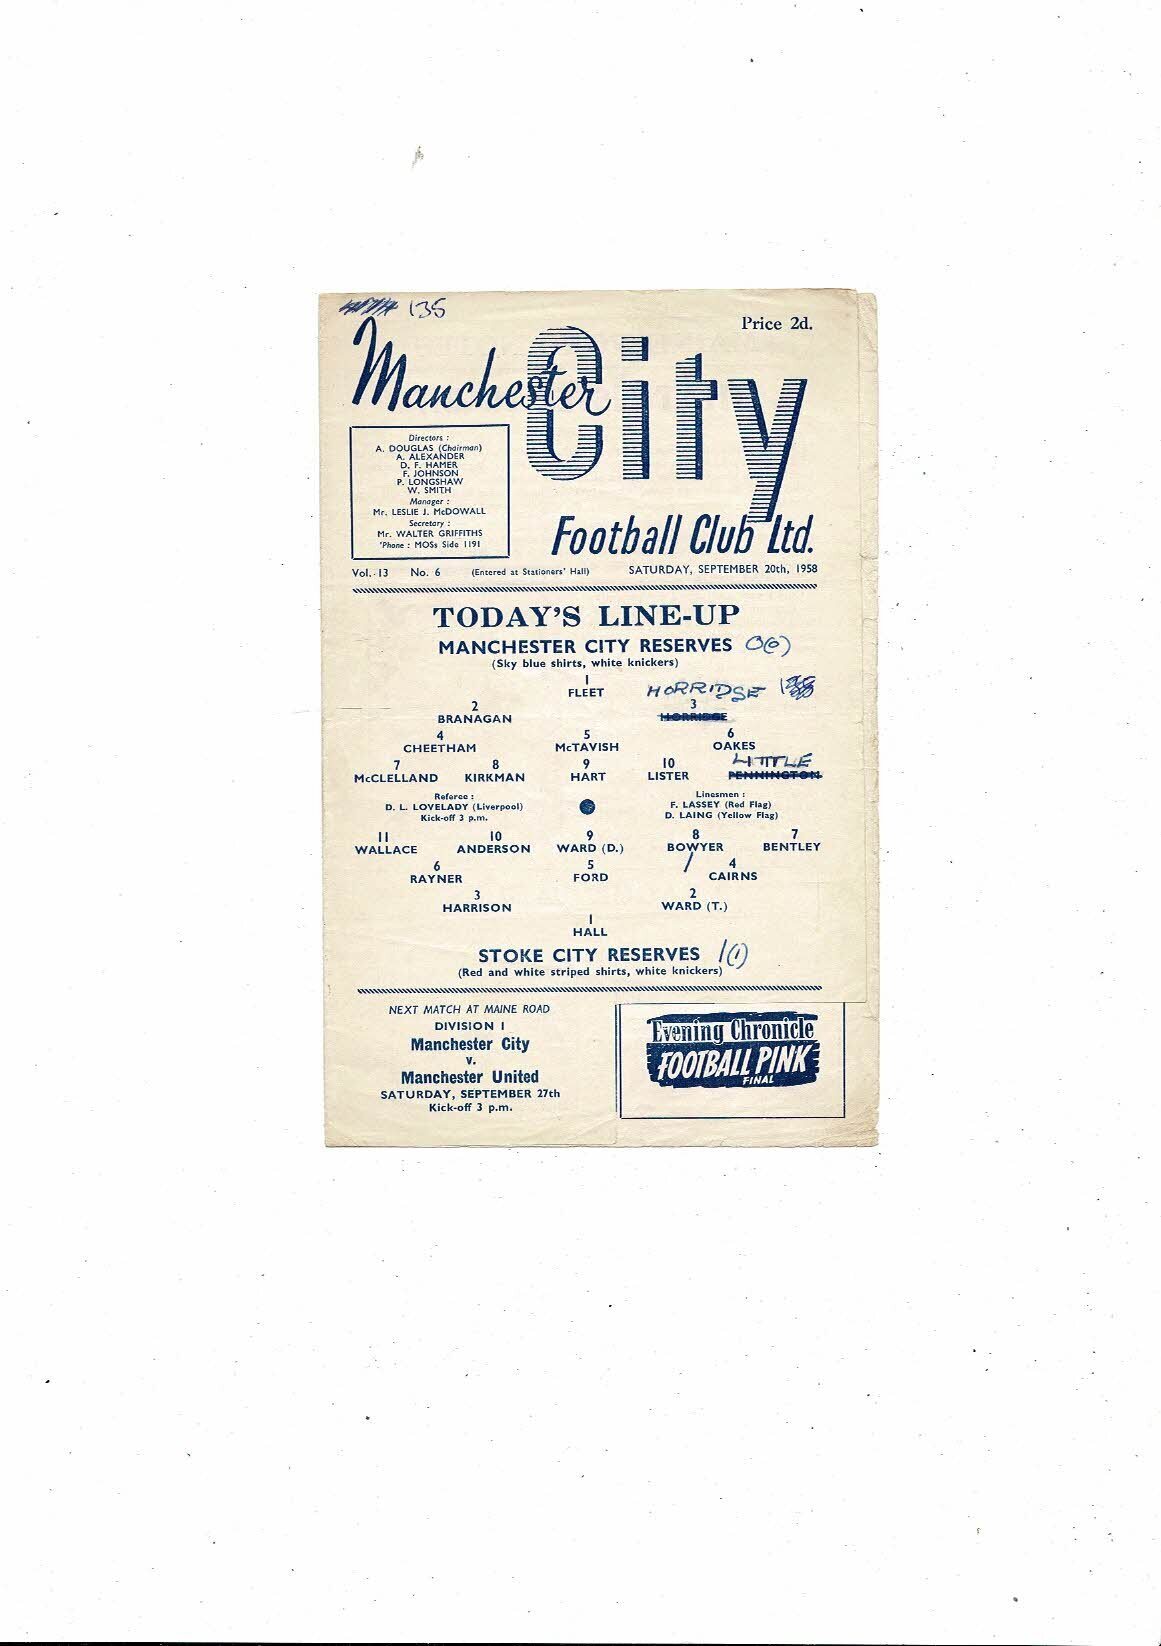 135
Price 2d.
Manchester City
Football Club Ltd.
Directors :
A. DOUGLAS (Chairman)
A. ALEXANDER
D. F. HAMER
F. JOHNSON
P. LONGSHAW
W. SMITH
Manager :
Mr. LESLIE J. McDOWALL
Secretary :
Mr. WALTER GRIFFITHS
'Phone : MOSs Side 1191
Vol. 13 No. 6 (Entered at Stationers' Hall) SATURDAY, SEPTEMBER 20th, 1958
TODAY'S LINE-UP
MANCHESTER CITY RESERVES 0(0)
(Sky blue shirts, white knickers)
1
FLEET HORRIDGE
2 3
BRANAGAN HORRIDGE
4 5 6
CHEETHAM McTAVISH OAKES
LITTLE
7 8 9 10
McCLELLAND KIRKMAN HART LISTER PENNINGTON
Referee :
D. L. LOVELADY (Liverpool)
Kick-off 3 p.m.
Linesmen :
F. LASSEY (Red Flag)
D. LAING (Yellow Flag)
11 10 9 8 7
WALLACE ANDERSON WARD (D.) BOWYER BENTLEY
6 5 / 4
RAYNER FORD CAIRNS
3 2
HARRISON WARD (T.)
1
HALL
STOKE CITY RESERVES 1(1)
(Red and white striped shirts, white knickers)
NEXT MATCH AT MAINE ROAD
DIVISION I
Manchester City
v.
Manchester United
SATURDAY, SEPTEMBER 27th
Kick-off 3 p.m.
Evening Chronicle
FOOTBALL PINK
FINAL